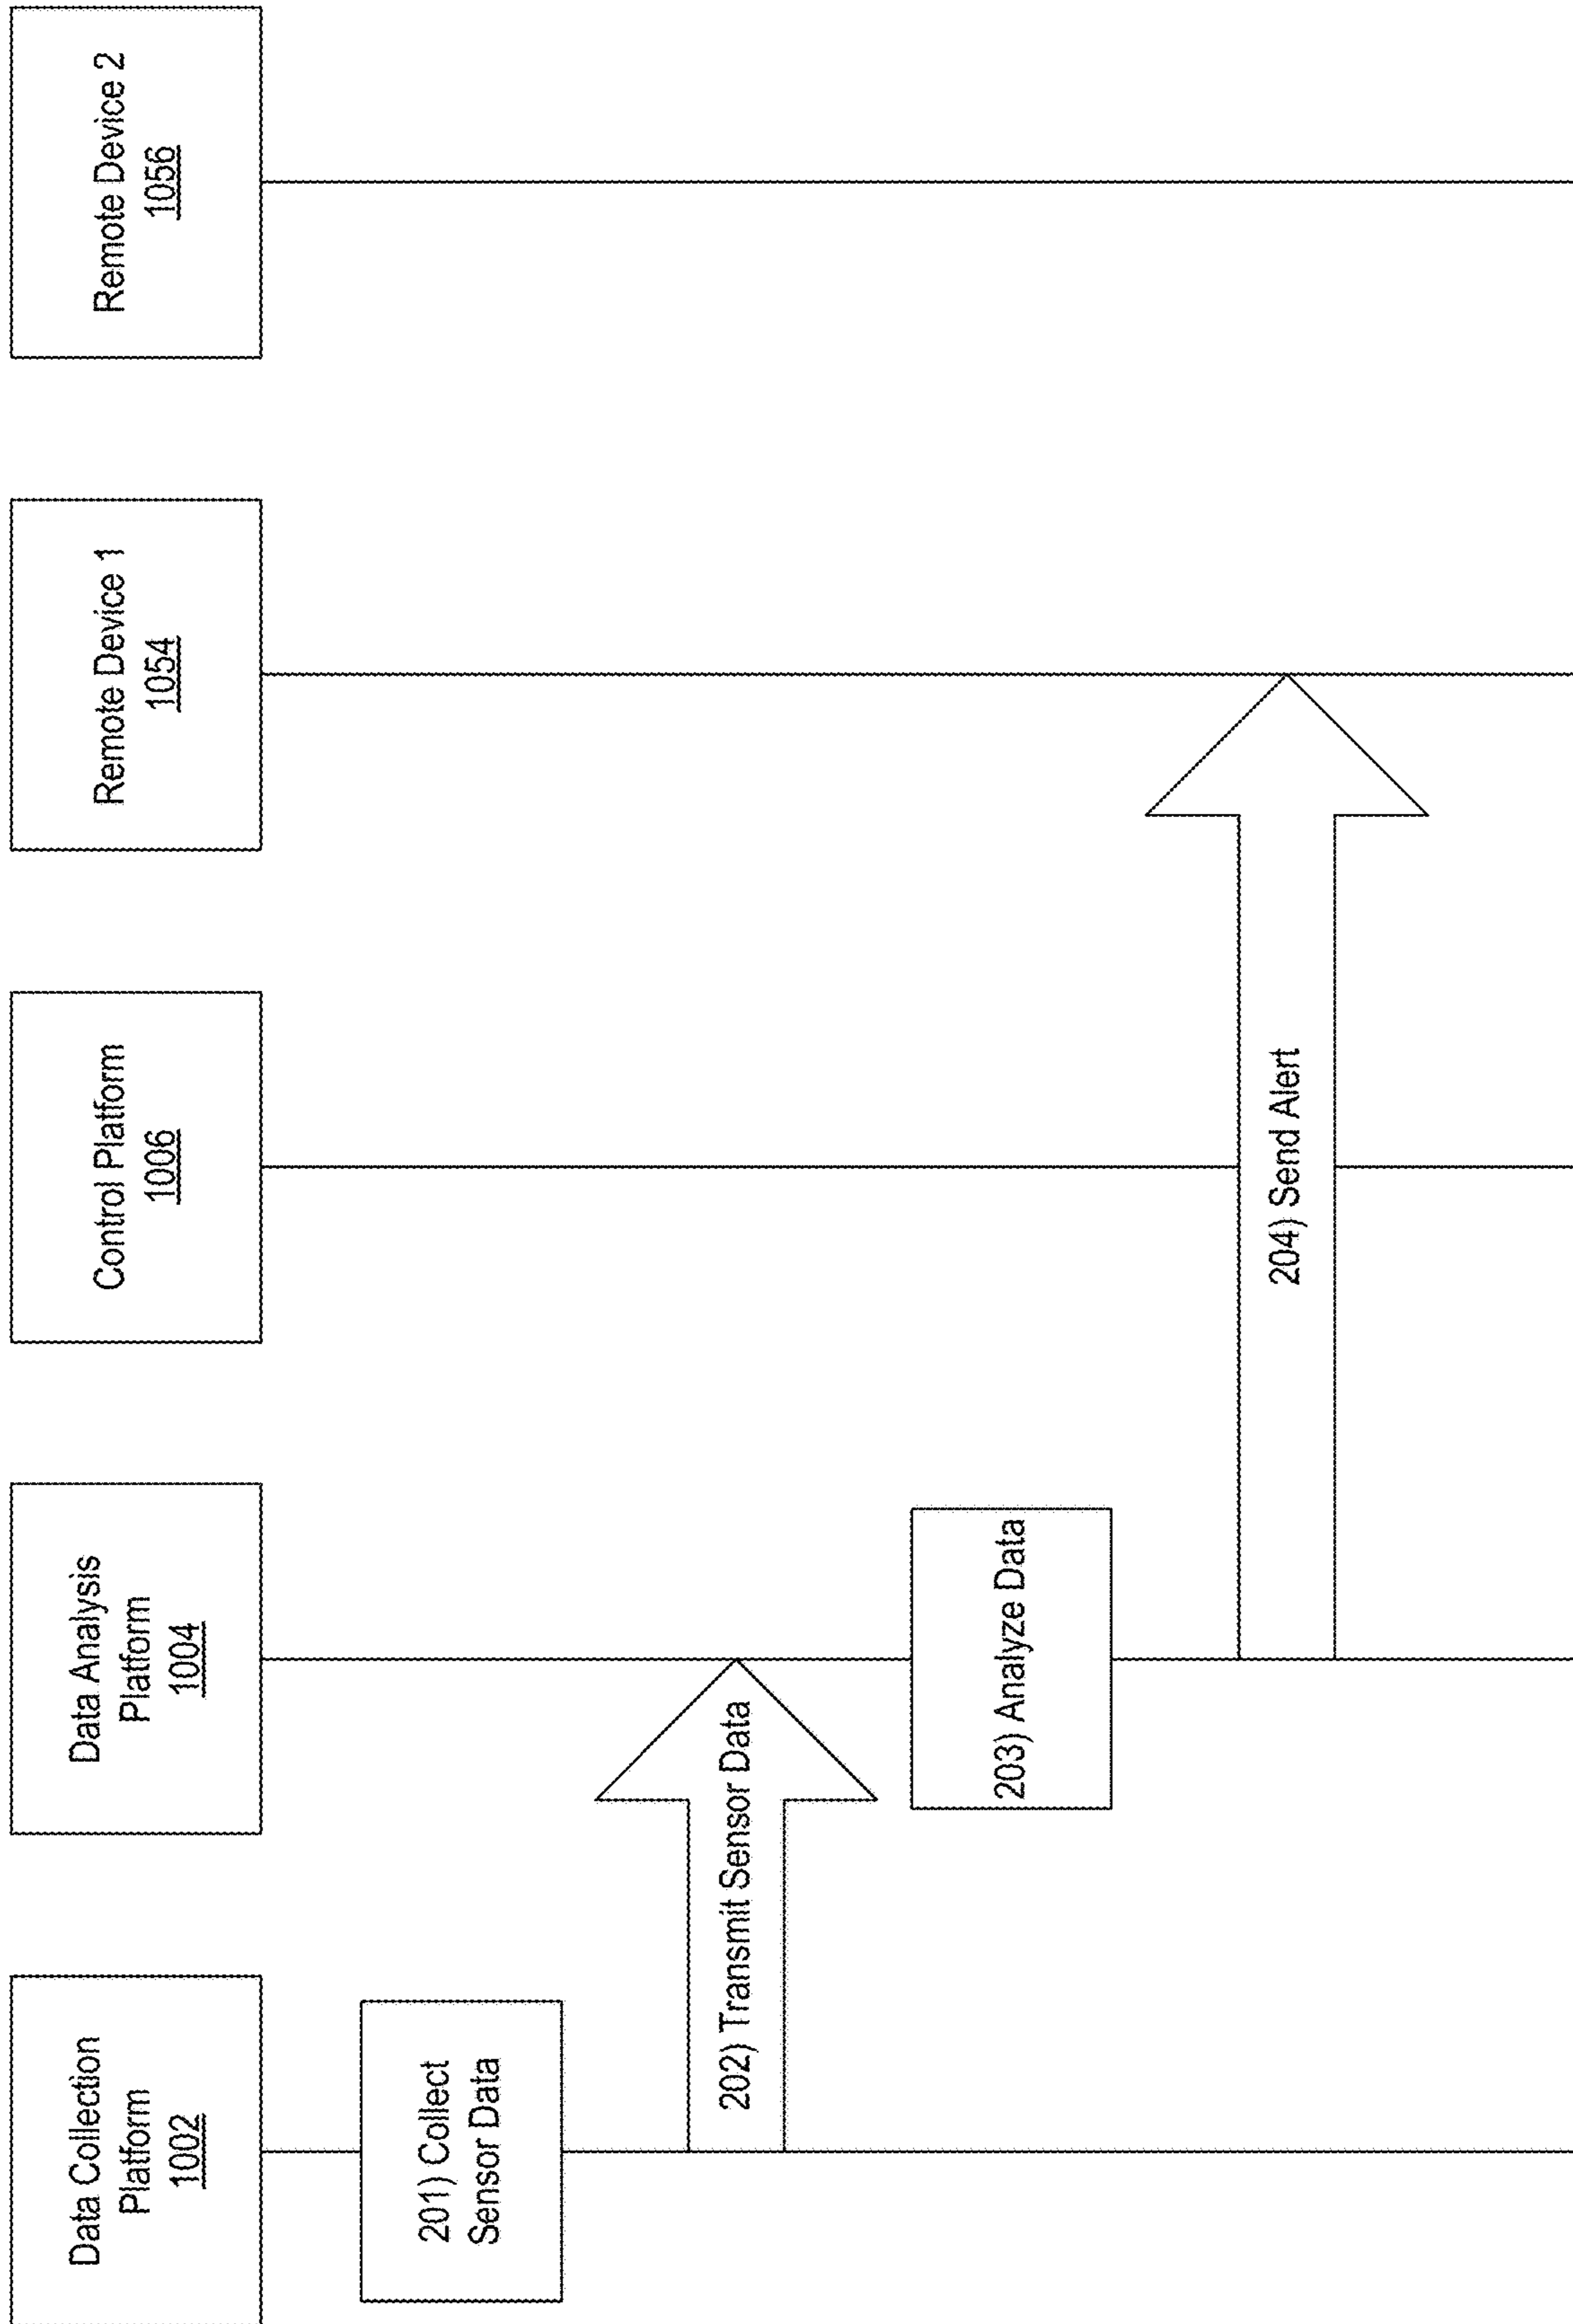 Data Collection
Platform
1002
Data Analysis
Platform
1004
Control Platform
1006
Remote Device 1
1054
Remote Device 2
1056
201) Collect
Sensor Data
202) Transmit Sensor Data
203) Analyze Data
204) Send Alert